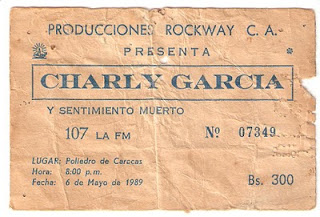 PRODUCCIONES ROCKWAY C. A.
PRESENTA
CHARLY GARCIA
Y SENTIMIENTO MUERTO
107 LA FM Nº 07349
LUGAR: Poliedro de Caracas
Hora: 8:00 p.m.
Fecha: 6 de Mayo de 1989
Bs. 300